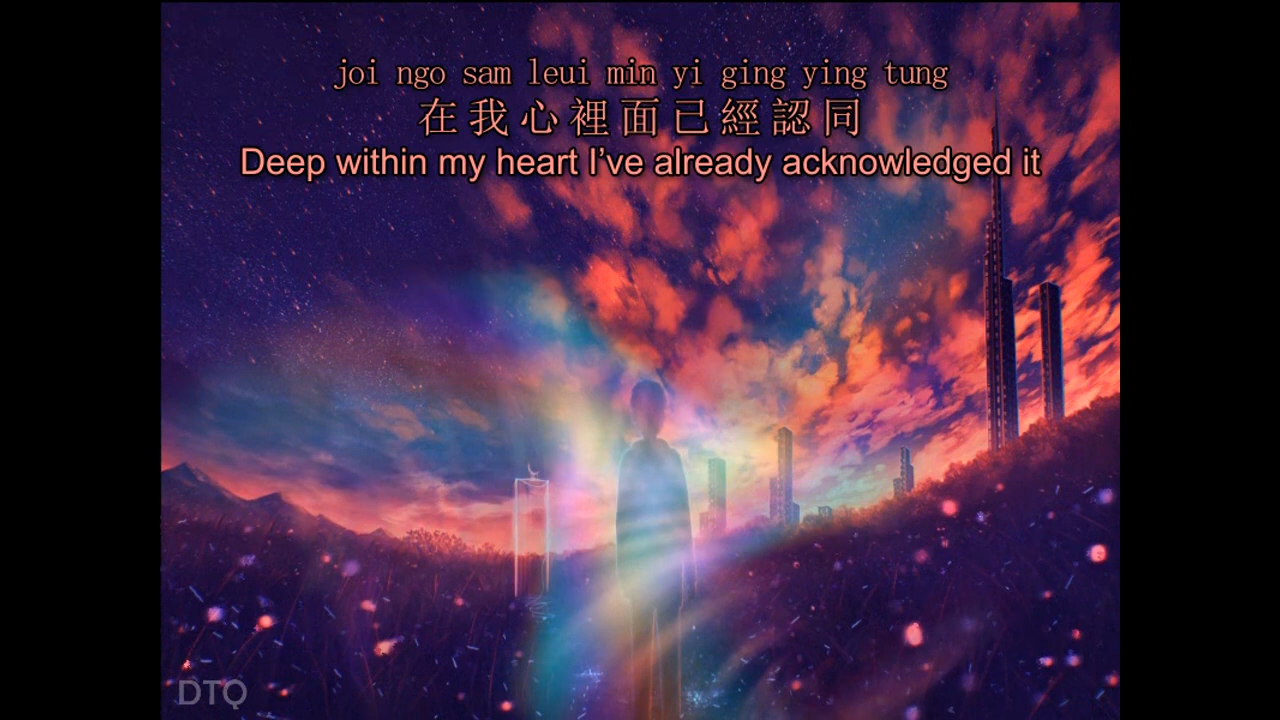 joi ngo sam leui min yi ging ying tung
在我心裡面已經認同
Deep within my heart I’ve already acknowledged it
DTQ